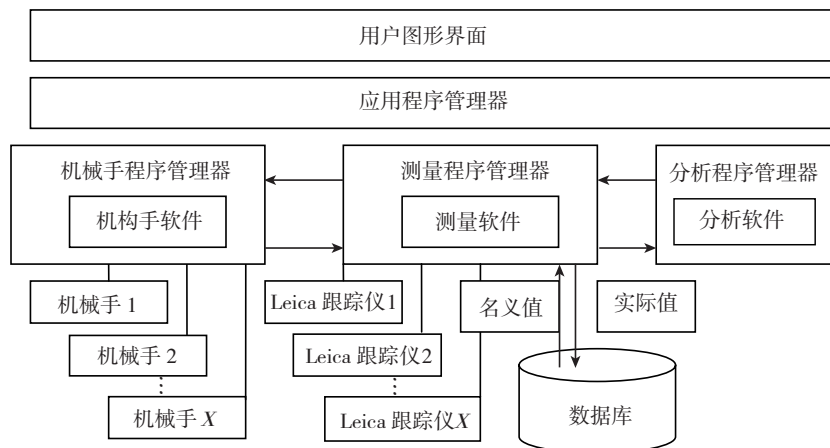 用户图形界面
应用程序管理器
机械手程序管理器
测量程序管理器
分析程序管理器
机构手软件
测量软件
分析软件
机械手 1
Leica 跟踪仪1
名义值
实际值
机械手 2
Leica 跟踪仪2
机械手 X
Leica 跟踪仪X
数据库